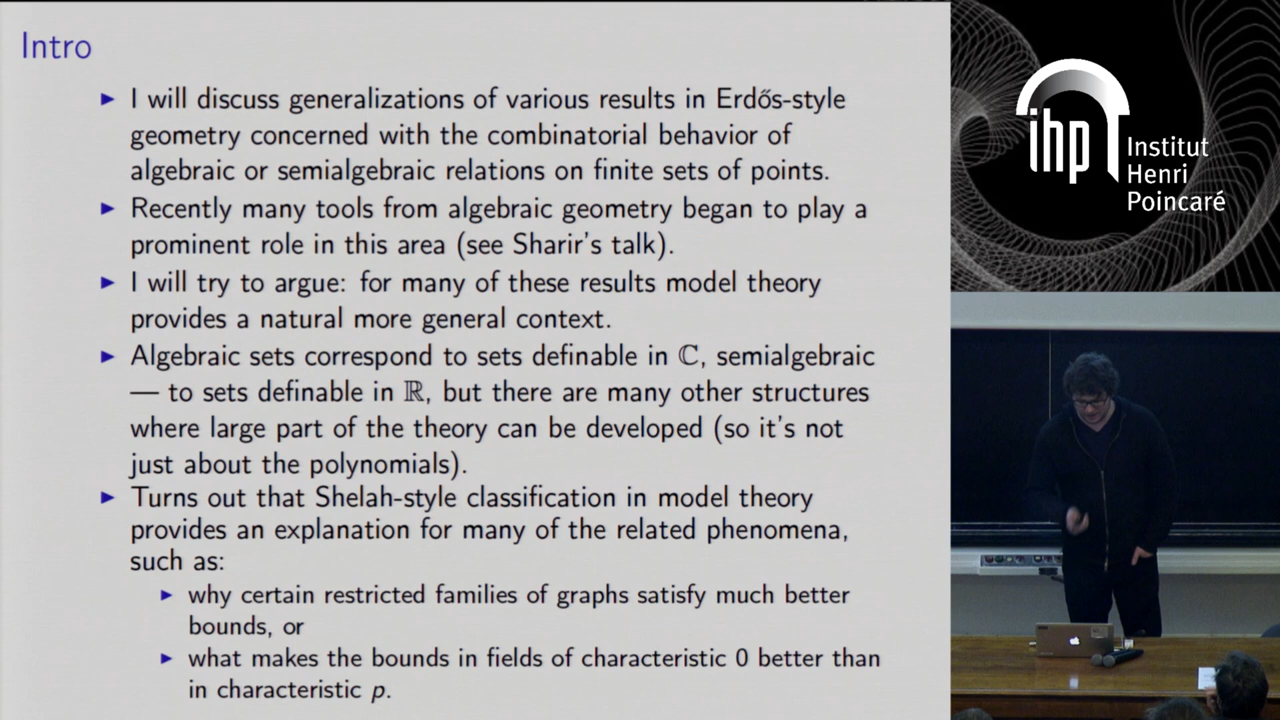 Intro
▶ I will discuss generalizations of various results in Erdős-style
geometry concerned with the combinatorial behavior of
algebraic or semialgebraic relations on finite sets of points.
▶ Recently many tools from algebraic geometry began to play a
prominent role in this area (see Sharir's talk).
▶ I will try to argue: for many of these results model theory
provides a natural more general context.
▶ Algebraic sets correspond to sets definable in ℂ, semialgebraic
— to sets definable in ℝ, but there are many other structures
where large part of the theory can be developed (so it's not
just about the polynomials).
▶ Turns out that Shelah-style classification in model theory
provides an explanation for many of the related phenomena,
such as:
▶ why certain restricted families of graphs satisfy much better
bounds, or
▶ what makes the bounds in fields of characteristic 0 better than
in characteristic p.
ihp
Institut
Henri
Poincaré